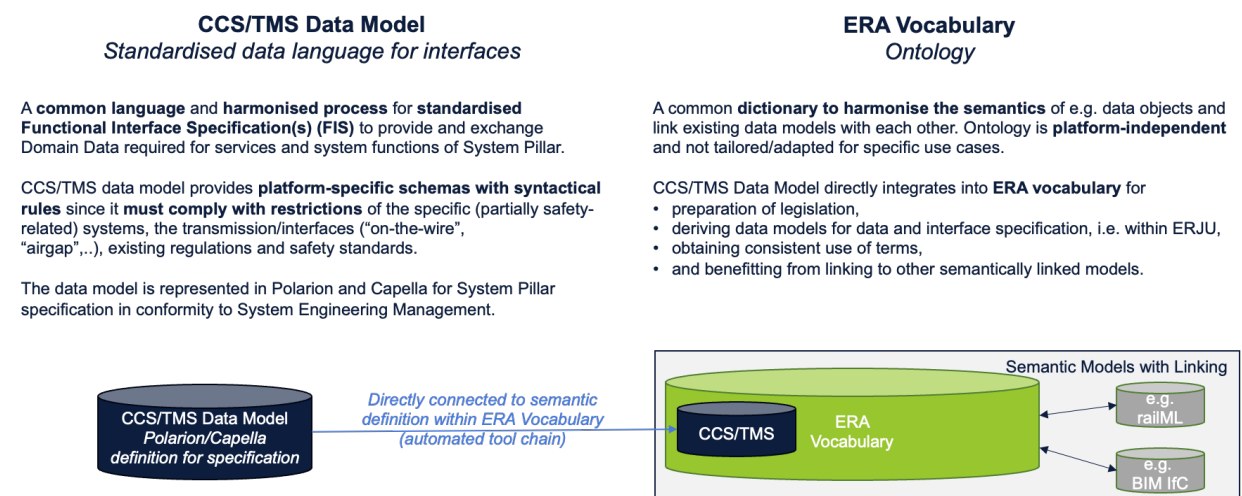 CCS/TMS Data Model
Standardised data language for interfaces
A common language and harmonised process for standardised
Functional Interface Specification(s) (FIS) to provide and exchange
Domain Data required for services and system functions of System Pillar.
CCS/TMS data model provides platform-specific schemas with syntactical
rules since it must comply with restrictions of the specific (partially safety-
related) systems, the transmission/interfaces (“on-the-wire”,
“airgap”,..), existing regulations and safety standards.
The data model is represented in Polarion and Capella for System Pillar
specification in conformity to System Engineering Management.
ERA Vocabulary
Ontology
A common dictionary to harmonise the semantics of e.g. data objects and
link existing data models with each other. Ontology is platform-independent
and not tailored/adapted for specific use cases.
CCS/TMS Data Model directly integrates into ERA vocabulary for
• preparation of legislation,
• deriving data models for data and interface specification, i.e. within ERJU,
• obtaining consistent use of terms,
• and benefitting from linking to other semantically linked models.
CCS/TMS Data Model
Polarion/Capella
definition for specification
Directly connected to semantic
definition within ERA Vocabulary
(automated tool chain)
Semantic Models with Linking
CCS/TMS
ERA
Vocabulary
e.g.
railML
e.g.
BIM IfC